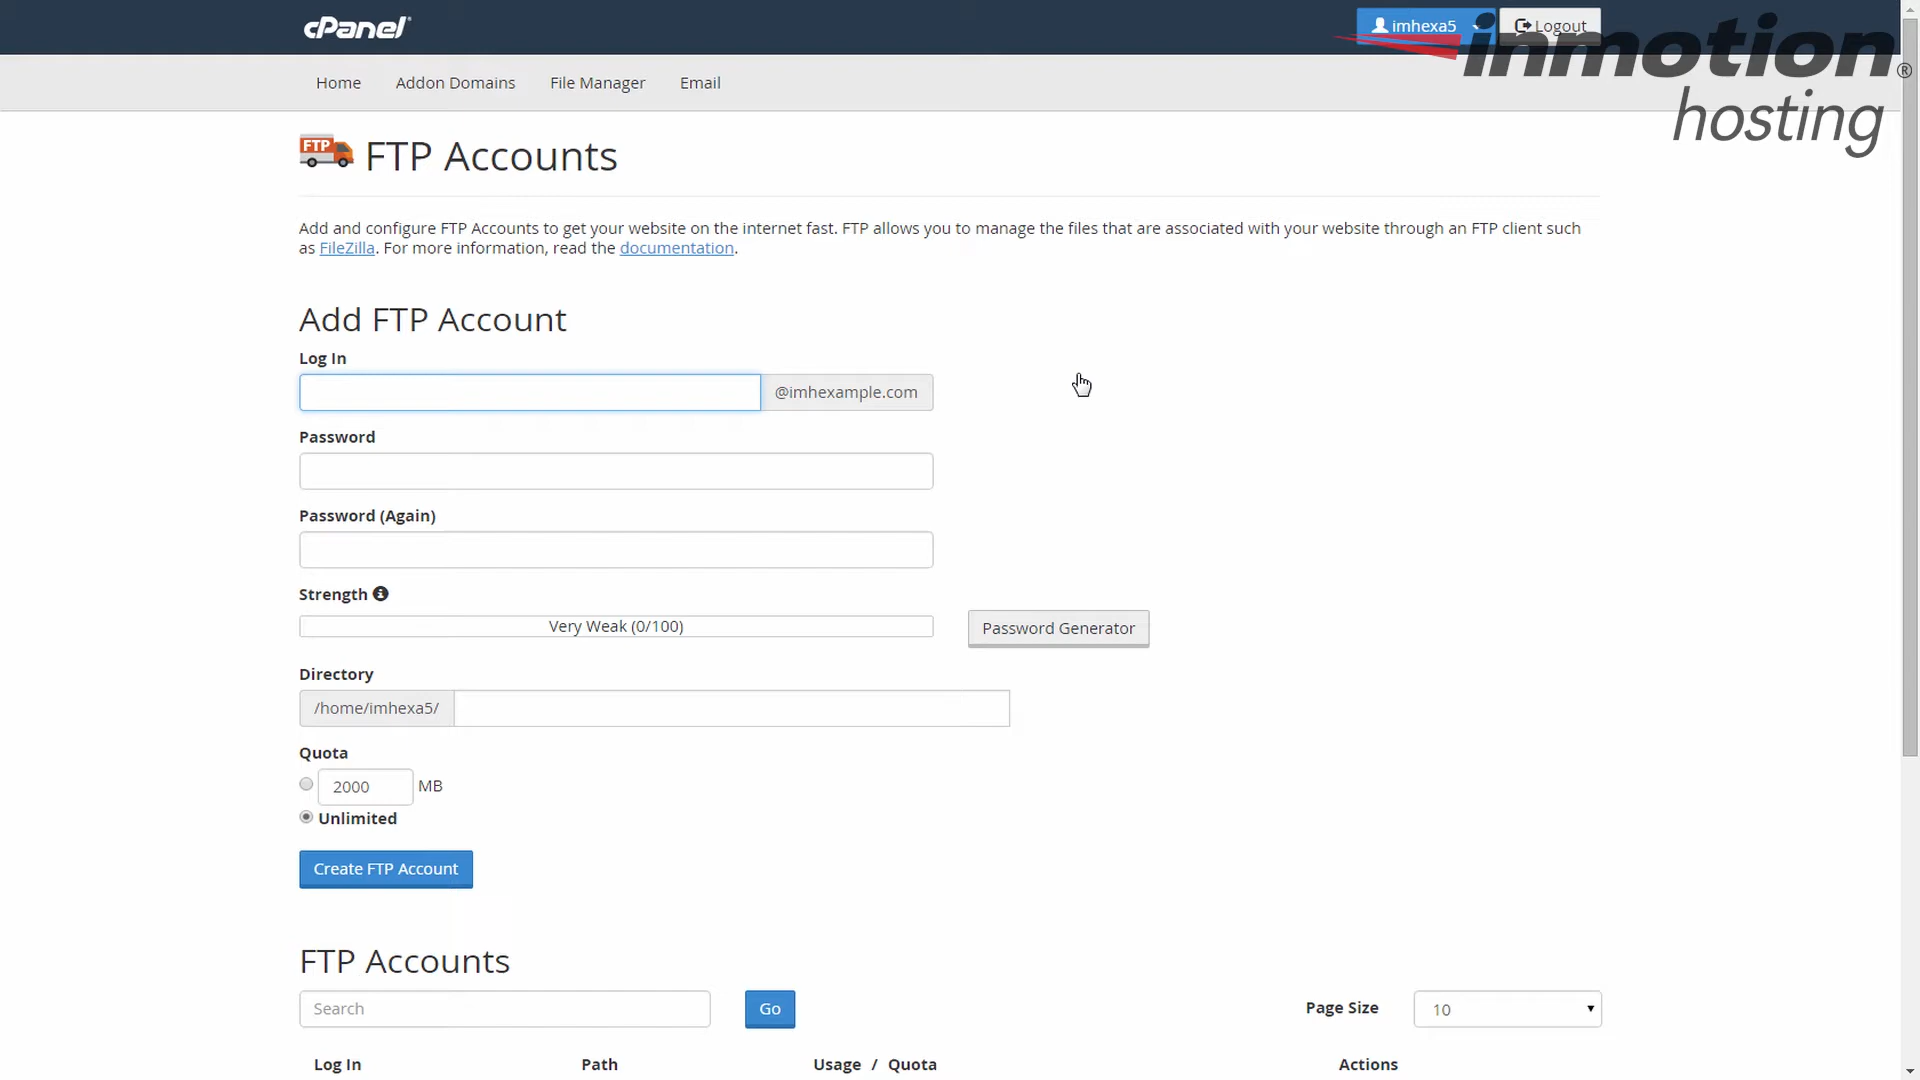 cPanel®
imhexa5
Logout
inmotion®
hosting
Home
Addon Domains
File Manager
Email
FTP
FTP Accounts
Add and configure FTP Accounts to get your website on the internet fast. FTP allows you to manage the files that are associated with your website through an FTP client such
as FileZilla. For more information, read the documentation.
Add FTP Account
Log In
@imhexample.com
Password
Password (Again)
Strength
Very Weak (0/100)
Password Generator
Directory
/home/imhexa5/
Quota
2000 MB
Unlimited
Create FTP Account
FTP Accounts
Search
Go
Page Size
10
Log In
Path
Usage / Quota
Actions